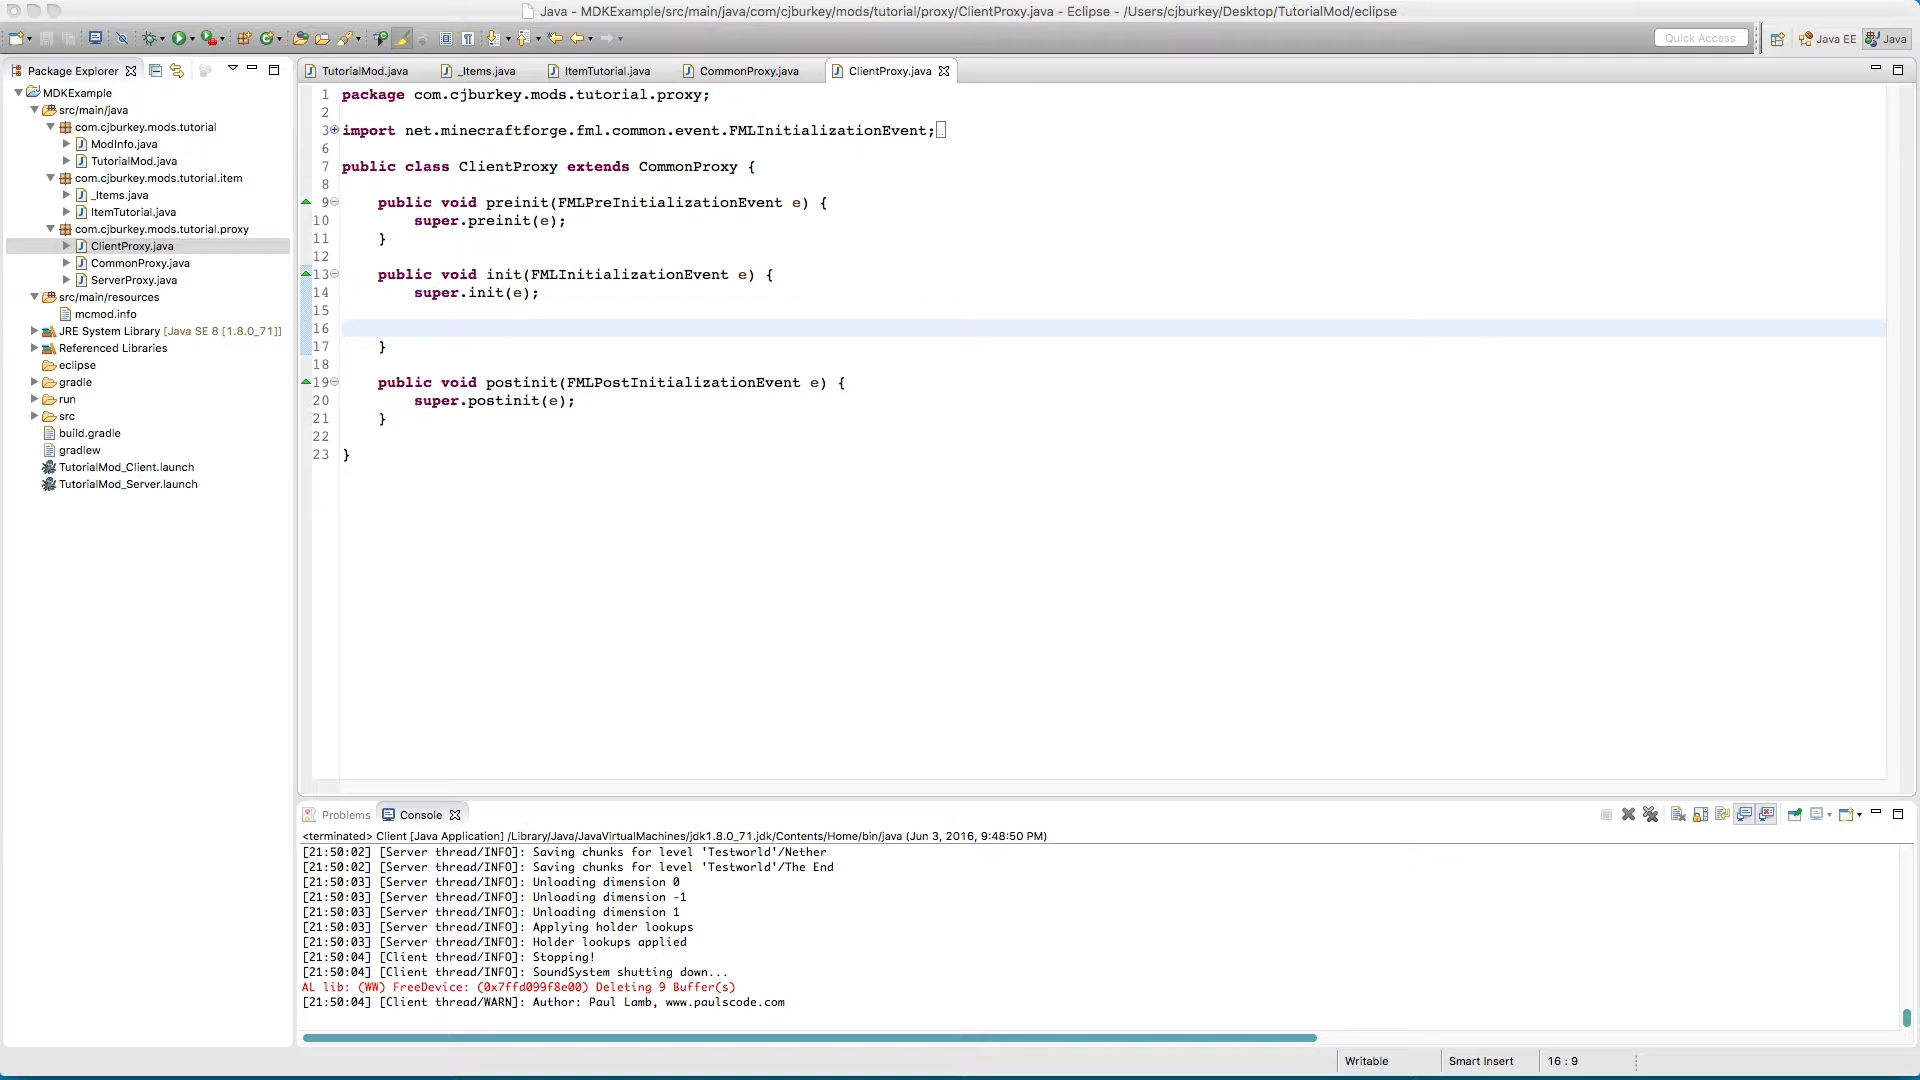 Java - MDKExample/src/main/java/com/cjburkey/mods/tutorial/proxy/ClientProxy.java - Eclipse - /Users/cjburkey/Desktop/TutorialMod/eclipse
Quick Access
Java EE
Java
Package Explorer
TutorialMod.java
_Items.java
ItemTutorial.java
CommonProxy.java
ClientProxy.java
MDKExample
src/main/java
com.cjburkey.mods.tutorial
ModInfo.java
TutorialMod.java
com.cjburkey.mods.tutorial.item
_Items.java
ItemTutorial.java
com.cjburkey.mods.tutorial.proxy
ClientProxy.java
CommonProxy.java
ServerProxy.java
src/main/resources
mcmod.info
JRE System Library [Java SE 8 [1.8.0_71]]
Referenced Libraries
eclipse
gradle
run
src
build.gradle
gradlew
TutorialMod_Client.launch
TutorialMod_Server.launch
1 package com.cjburkey.mods.tutorial.proxy;
2
3 import net.minecraftforge.fml.common.event.FMLInitializationEvent;
6
7 public class ClientProxy extends CommonProxy {
8
9 public void preinit(FMLPreInitializationEvent e) {
10 super.preinit(e);
11 }
12
13 public void init(FMLInitializationEvent e) {
14 super.init(e);
15
16
17 }
18
19 public void postinit(FMLPostInitializationEvent e) {
20 super.postinit(e);
21 }
22
23 }
Problems
Console
<terminated> Client [Java Application] /Library/Java/JavaVirtualMachines/jdk1.8.0_71.jdk/Contents/Home/bin/java (Jun 3, 2016, 9:48:50 PM)
[21:50:02] [Server thread/INFO]: Saving chunks for level 'Testworld'/Nether
[21:50:02] [Server thread/INFO]: Saving chunks for level 'Testworld'/The End
[21:50:03] [Server thread/INFO]: Unloading dimension 0
[21:50:03] [Server thread/INFO]: Unloading dimension -1
[21:50:03] [Server thread/INFO]: Unloading dimension 1
[21:50:03] [Server thread/INFO]: Applying holder lookups
[21:50:03] [Server thread/INFO]: Holder lookups applied
[21:50:04] [Client thread/INFO]: Stopping!
[21:50:04] [Client thread/INFO]: SoundSystem shutting down...
AL lib: (WW) FreeDevice: (0x7ffd099f8e00) Deleting 9 Buffer(s)
[21:50:04] [Client thread/WARN]: Author: Paul Lamb, www.paulscode.com
Writable
Smart Insert
16 : 9